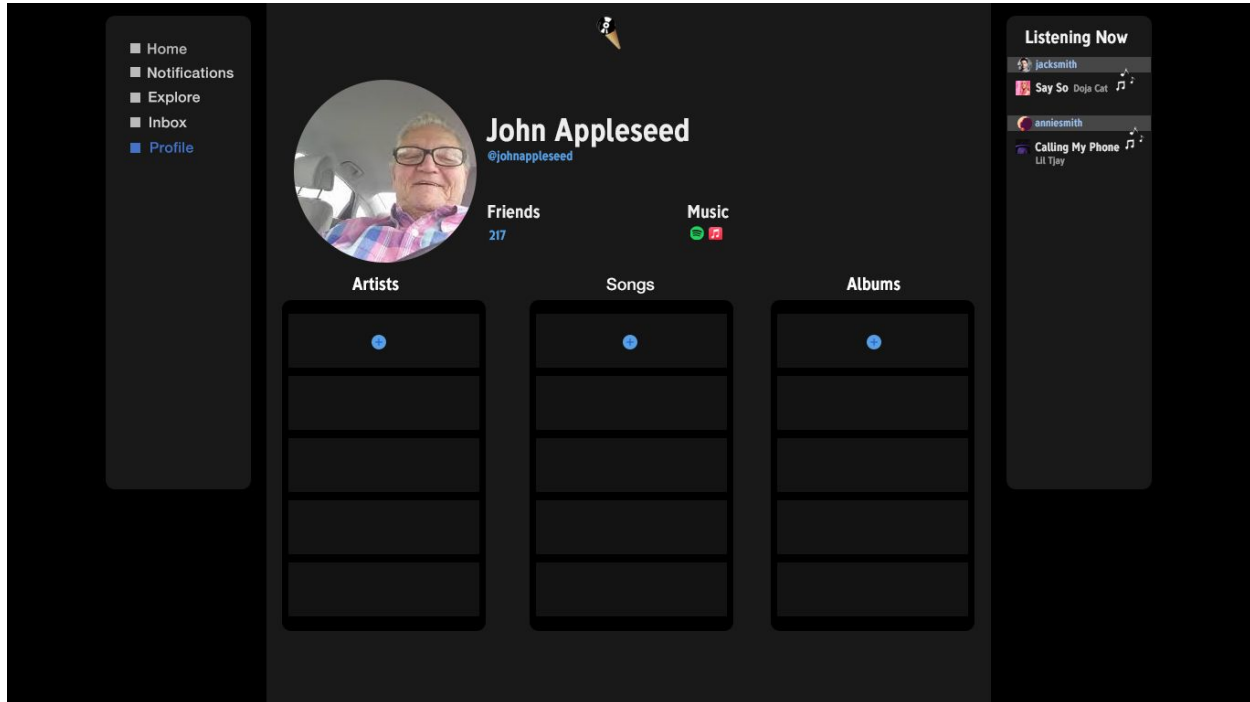 Home
Notifications
Explore
Inbox
Profile
John Appleseed
@johnappleseed
Friends
217
Music
Artists
Songs
Albums
Listening Now
jacksmith
Say So Doja Cat
anniesmith
Calling My Phone
Lil Tjay